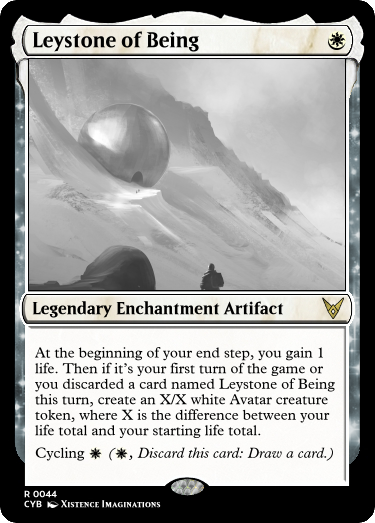 Leystone of Being
Legendary Enchantment Artifact
At the beginning of your end step, you gain 1
life. Then if it's your first turn of the game or
you discarded a card named Leystone of Being
this turn, create an X/X white Avatar creature
token, where X is the difference between your
life total and your starting life total.
Cycling (, Discard this card: Draw a card.)
R 0044
CYB Xistence Imaginations